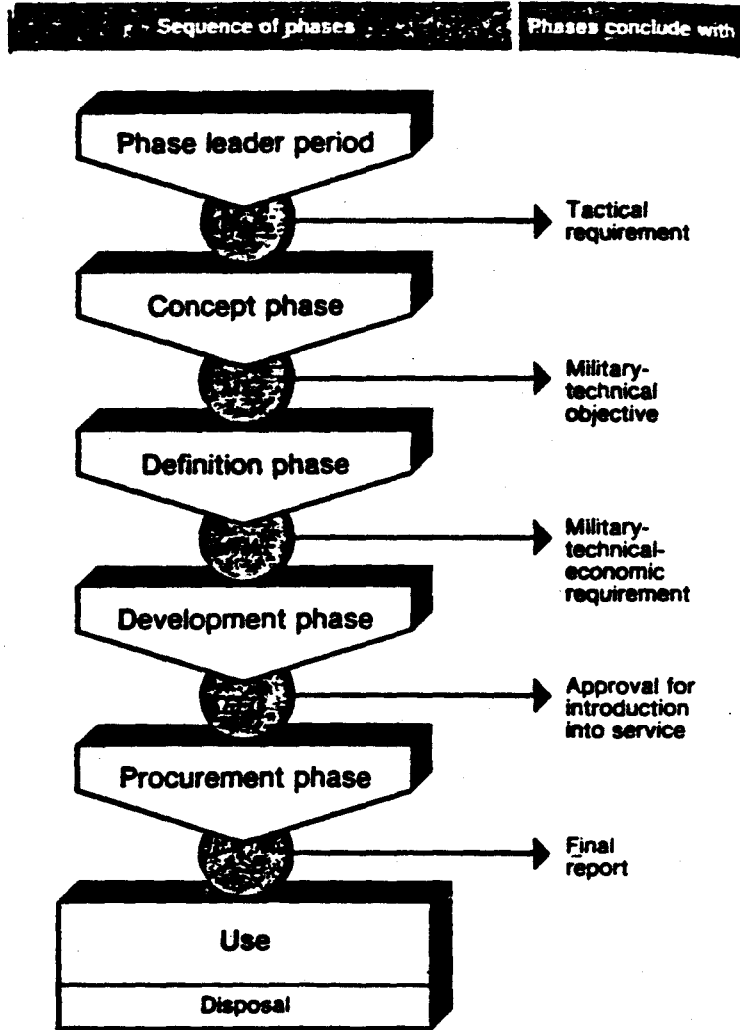 Sequence of phases
Phases conclude with
Phase leader period
Tactical
requirement
Concept phase
Military-
technical
objective
Definition phase
Military-
technical-
economic
requirement
Development phase
Approval for
introduction
into service
Procurement phase
Final
report
Use
Disposal